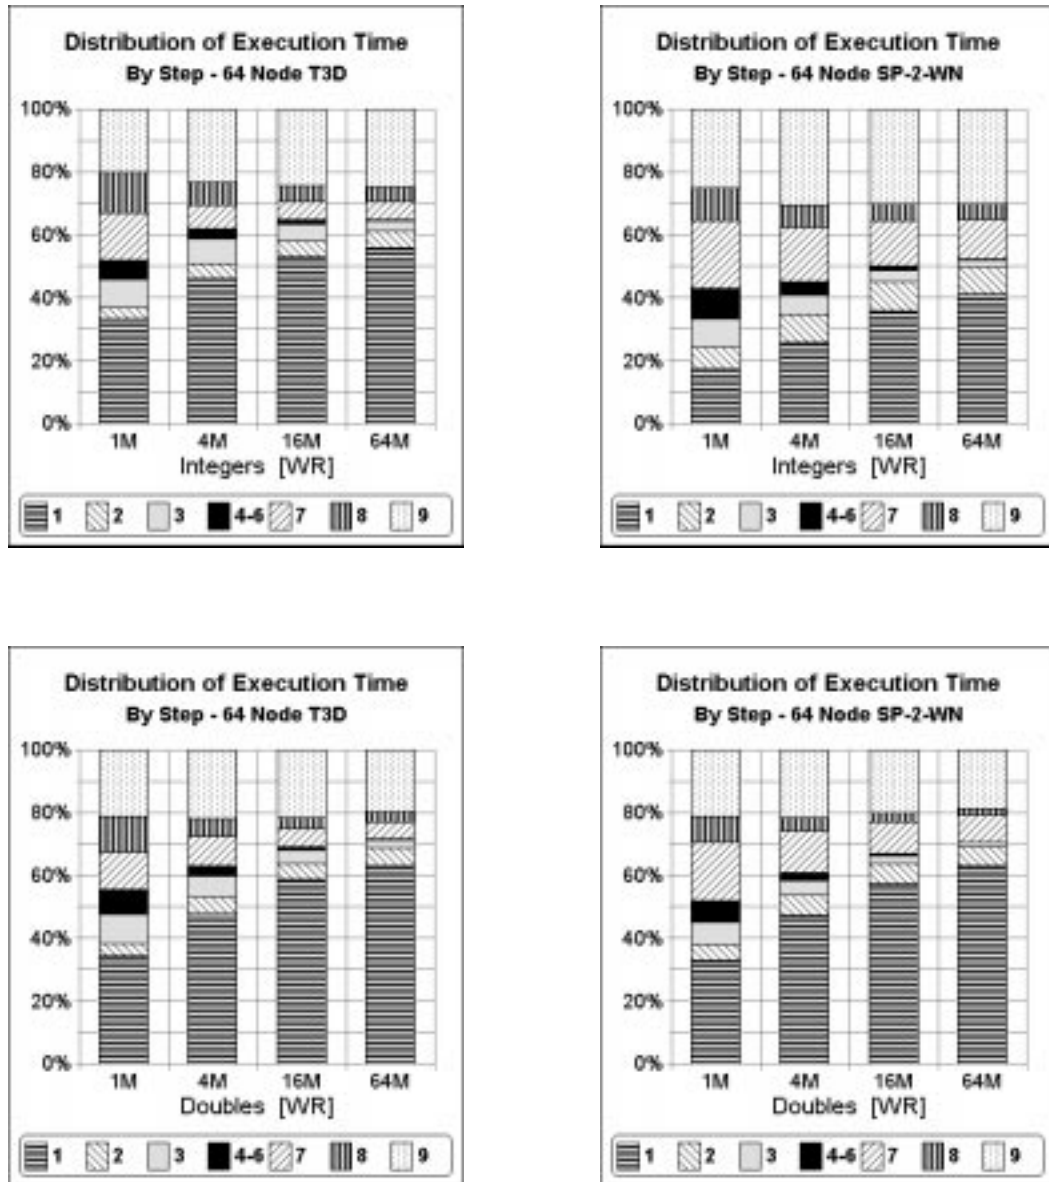 Distribution of Execution Time
By Step - 64 Node T3D
100%
80%
60%
40%
20%
0%
1M 4M 16M 64M
Integers [WR]
1 2 3 4-6 7 8 9
Distribution of Execution Time
By Step - 64 Node SP-2-WN
100%
80%
60%
40%
20%
0%
1M 4M 16M 64M
Integers [WR]
1 2 3 4-6 7 8 9
Distribution of Execution Time
By Step - 64 Node T3D
100%
80%
60%
40%
20%
0%
1M 4M 16M 64M
Doubles [WR]
1 2 3 4-6 7 8 9
Distribution of Execution Time
By Step - 64 Node SP-2-WN
100%
80%
60%
40%
20%
0%
1M 4M 16M 64M
Doubles [WR]
1 2 3 4-6 7 8 9